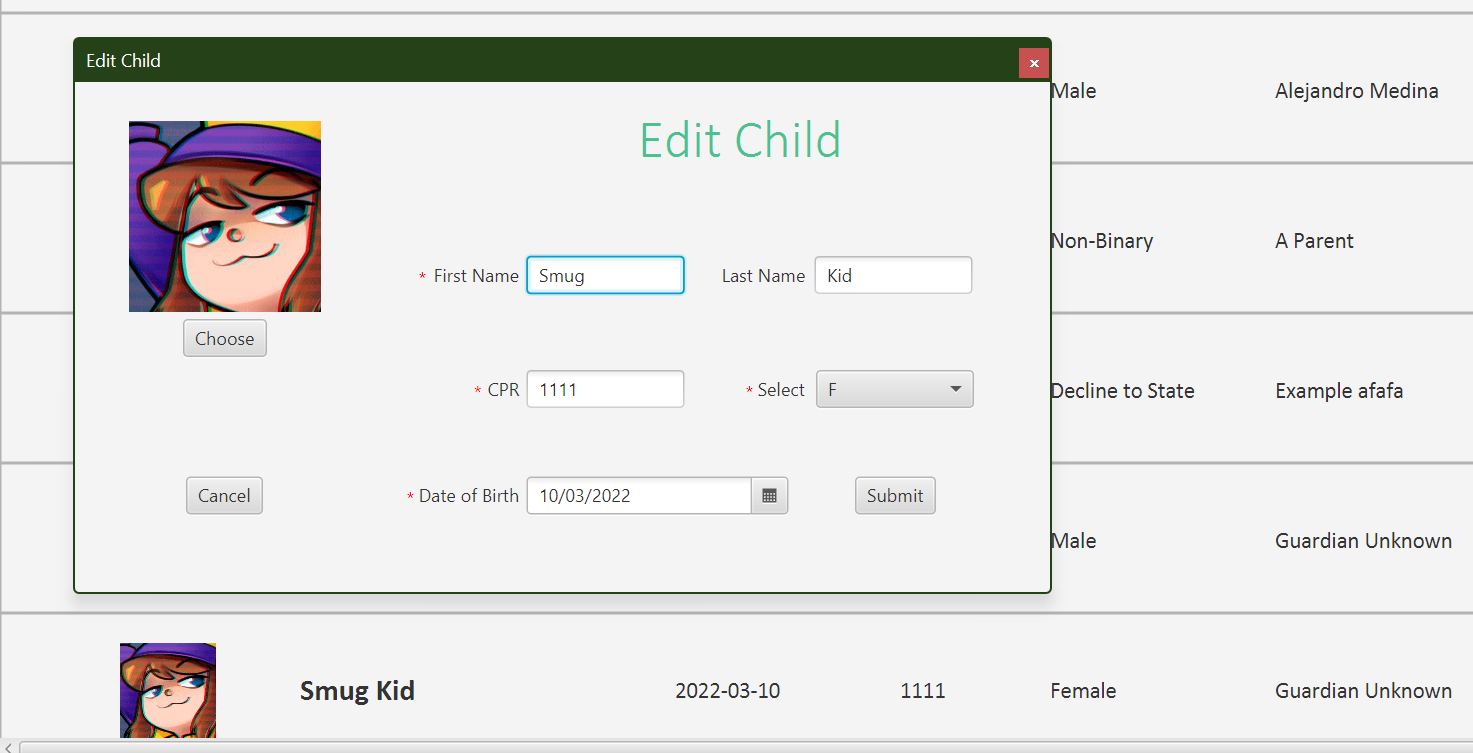 Edit Child
Male Alejandro Medina
Edit Child
Non-Binary A Parent
* First Name Smug Last Name Kid
Choose
* CPR 1111 * Select F
Decline to State Example afafa
Cancel * Date of Birth 10/03/2022 Submit
Male Guardian Unknown
Smug Kid 2022-03-10 1111 Female Guardian Unknown